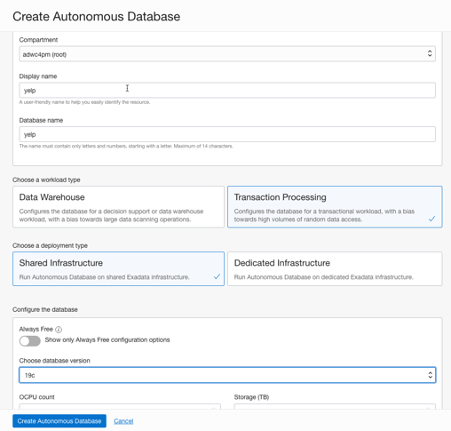 Create Autonomous Database
Compartment
adwc4pm (root)
Display name
yelp
A user-friendly name to help you easily identify the resource.
Database name
yelp
The name must contain only letters and numbers, starting with a letter. Maximum of 14 characters.
Choose a workload type
Data Warehouse
Configures the database for a decision support or data warehouse
workload, with a bias towards large data scanning operations.
Transaction Processing
Configures the database for a transactional workload, with a bias
towards high volumes of random data access.
Choose a deployment type
Shared Infrastructure
Run Autonomous Database on shared Exadata infrastructure.
Dedicated Infrastructure
Run Autonomous Database on dedicated Exadata infrastructure.
Configure the database
Always Free
Show only Always Free configuration options
Choose database version
19c
OCPU count
Storage (TB)
Create Autonomous Database
Cancel